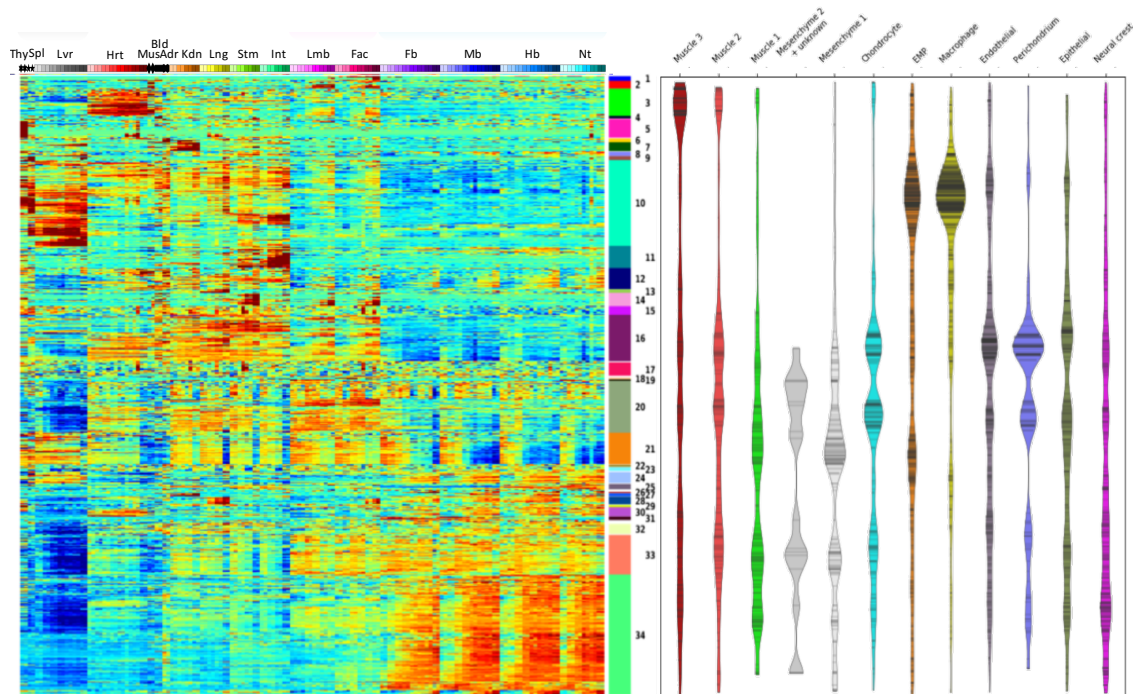 Thy Spl Lvr Hrt Mus Bld Adr Kdn Lng Stm Int Lmb Fac Fb Mb Hb Nt
1
2
3
4
5
6
7
8
9
10
11
12
13
14
15
16
17
18
19
20
21
22
23
24
25
26
27
28
29
30
31
32
33
34
Muscle 3
Muscle 2
Muscle 1
Mesenchyme 2
+ unknown
Mesenchyme 1
Chondrocyte
EMP
Macrophage
Endothelial
Perichondrium
Epithelial
Neural crest